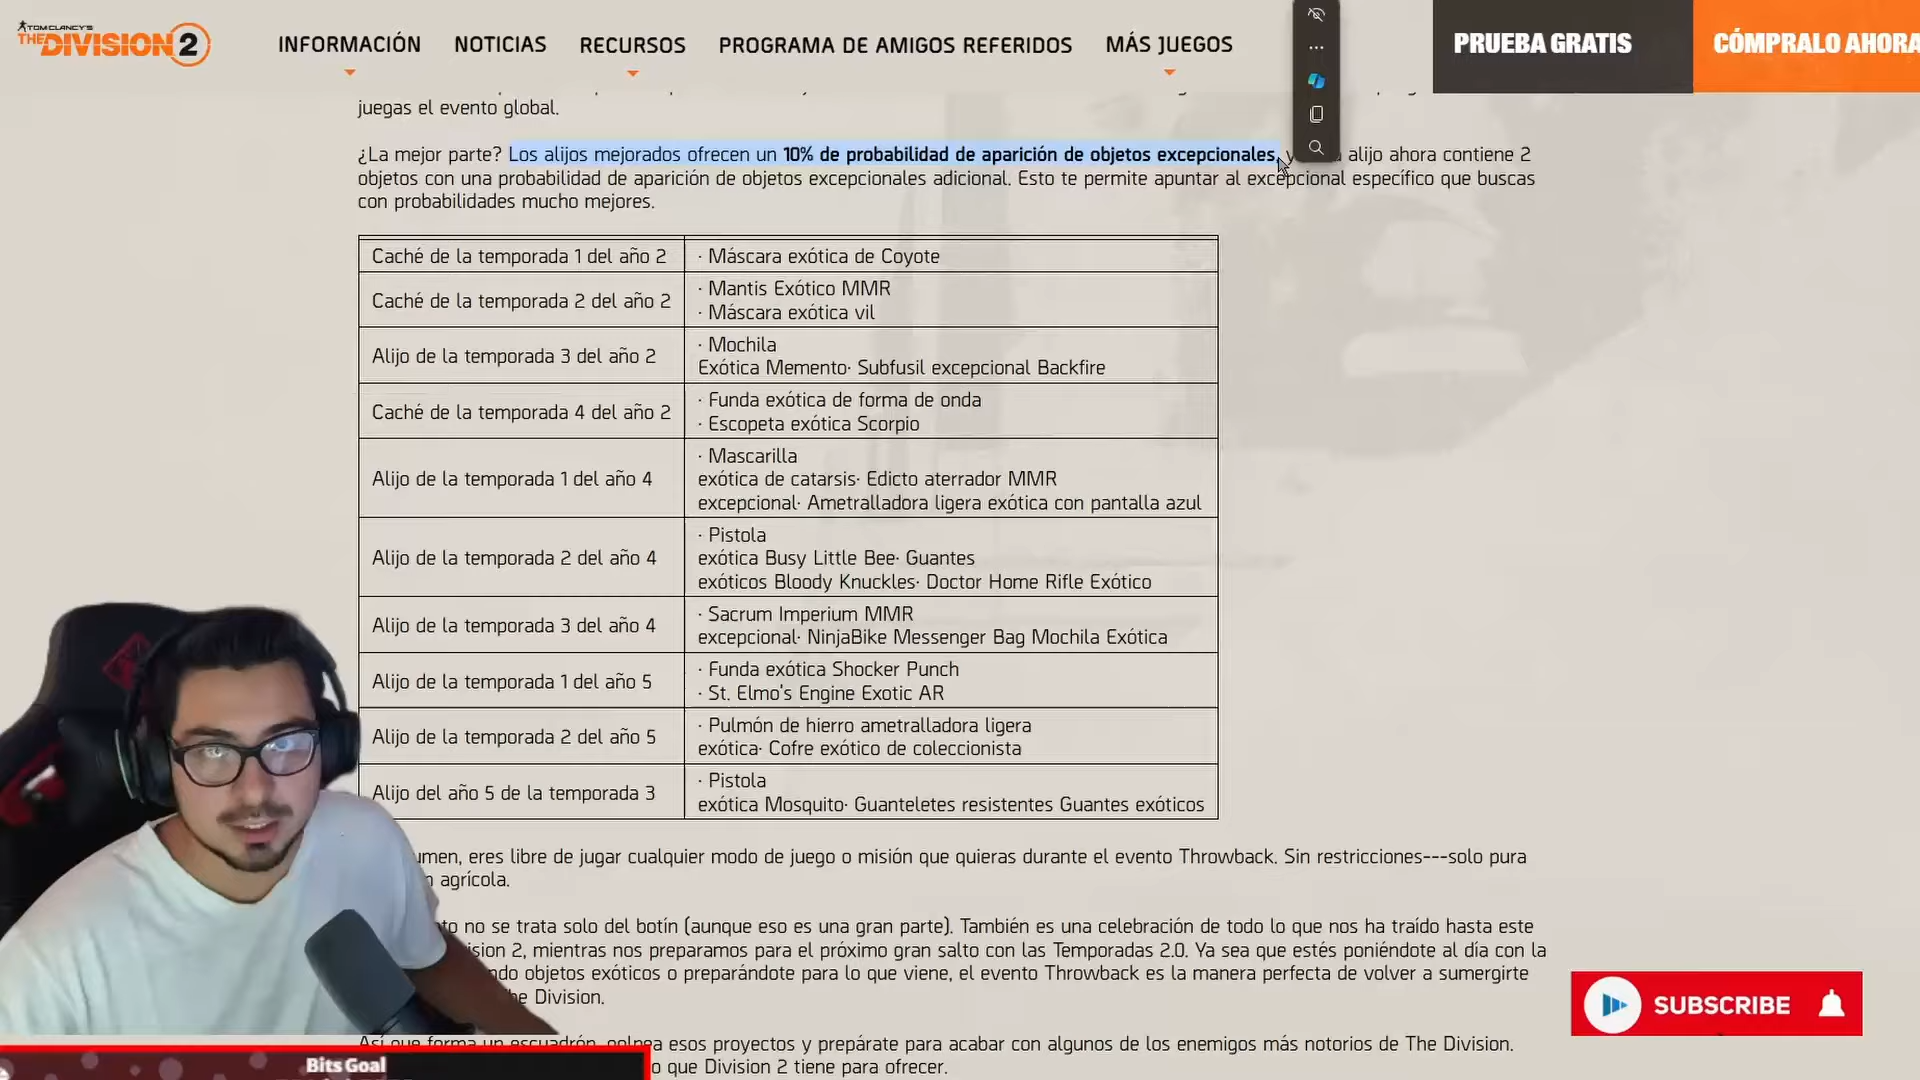 TOM CLANCY'S
THE DIVISION 2
INFORMACIÓN
NOTICIAS
RECURSOS
PROGRAMA DE AMIGOS REFERIDOS
MÁS JUEGOS
PRUEBA GRATIS
CÓMPRALO AHORA
juegas el evento global.
¿La mejor parte? Los alijos mejorados ofrecen un 10% de probabilidad de aparición de objetos excepcionales, y alijo ahora contiene 2
objetos con una probabilidad de aparición de objetos excepcionales adicional. Esto te permite apuntar al excepcional específico que buscas
con probabilidades mucho mejores.
Caché de la temporada 1 del año 2
· Máscara exótica de Coyote
Caché de la temporada 2 del año 2
· Mantis Exótico MMR
· Máscara exótica vil
Alijo de la temporada 3 del año 2
· Mochila
Exótica Memento· Subfusil excepcional Backfire
Caché de la temporada 4 del año 2
· Funda exótica de forma de onda
· Escopeta exótica Scorpio
Alijo de la temporada 1 del año 4
· Mascarilla
exótica de catarsis· Edicto aterrador MMR
excepcional· Ametralladora ligera exótica con pantalla azul
Alijo de la temporada 2 del año 4
· Pistola
exótica Busy Little Bee· Guantes
exóticos Bloody Knuckles· Doctor Home Rifle Exótico
Alijo de la temporada 3 del año 4
· Sacrum Imperium MMR
excepcional· NinjaBike Messenger Bag Mochila Exótica
Alijo de la temporada 1 del año 5
· Funda exótica Shocker Punch
· St. Elmo's Engine Exotic AR
Alijo de la temporada 2 del año 5
· Pulmón de hierro ametralladora ligera
exótica· Cofre exótico de coleccionista
Alijo del año 5 de la temporada 3
· Pistola
exótica Mosquito· Guanteletes resistentes Guantes exóticos
umen, eres libre de jugar cualquier modo de juego o misión que quieras durante el evento Throwback. Sin restricciones---solo pura
agrícola.
to no se trata solo del botín (aunque eso es una gran parte). También es una celebración de todo lo que nos ha traído hasta este
ision 2, mientras nos preparamos para el próximo gran salto con las Temporadas 2.0. Ya sea que estés poniéndote al día con la
ndo objetos exóticos o preparándote para lo que viene, el evento Throwback es la manera perfecta de volver a sumergirte
he Division.
SUBSCRIBE
Así que forma un escuadrón, golpea esos proyectos y prepárate para acabar con algunos de los enemigos más notorios de The Division.
o que Division 2 tiene para ofrecer.
Bits Goal